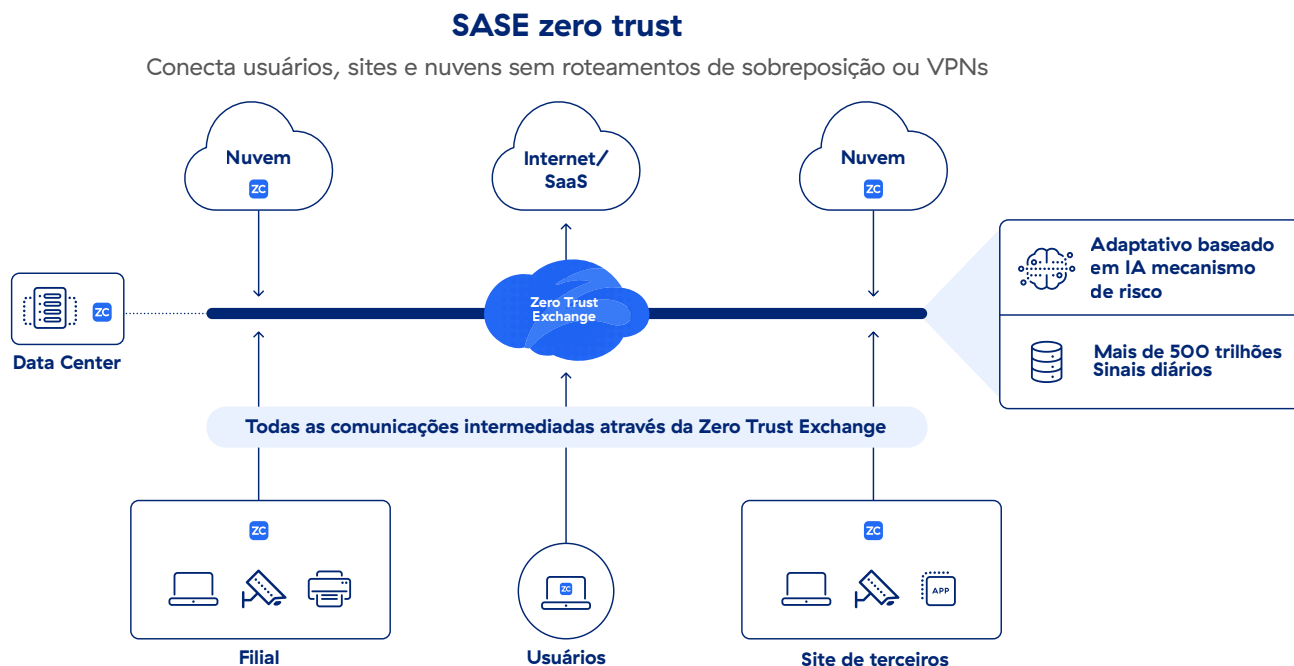 SASE zero trust
Conecta usuários, sites e nuvens sem roteamentos de sobreposição ou VPNs
Nuvem
ZC
Internet/
SaaS
Nuvem
ZC
Adaptativo baseado
em IA mecanismo
de risco
Mais de 500 trilhões
Sinais diários
ZC
Data Center
Zero Trust
Exchange
Todas as comunicações intermediadas através da Zero Trust Exchange
ZC
Filial
ZC
Usuários
ZC
APP
Site de terceiros